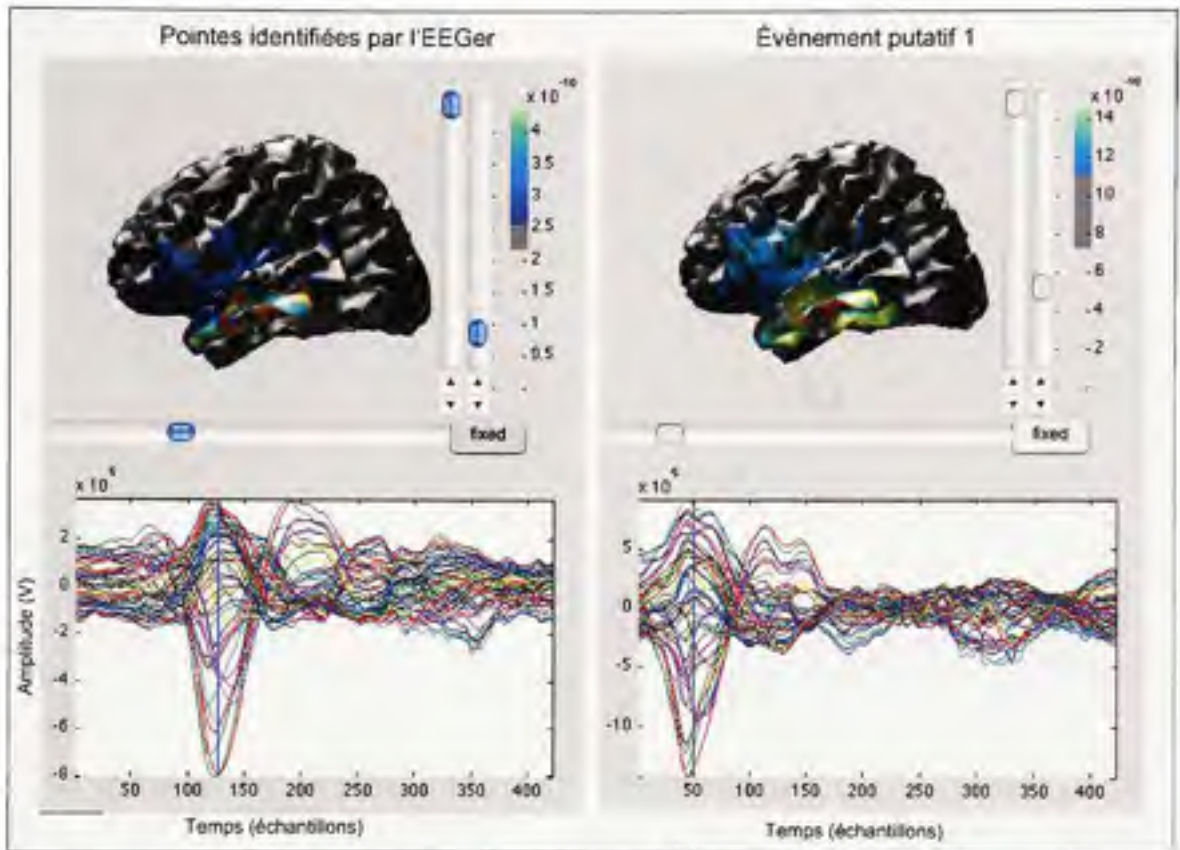 Pointes identifiées par l'EEGer
Évènement putatif 1
x 10
4
3.5
3
2.5
2
1.5
1
0.5
fixed
x 10
14
12
10
8
6
4
2
fixed
x 10
2
0
-2
-4
-6
-8
Amplitude (V)
50 100 150 200 250 300 350 400
Temps (échantillons)
x 10
5
0
-5
-10
50 100 150 200 250 300 350 400
Temps (échantillons)